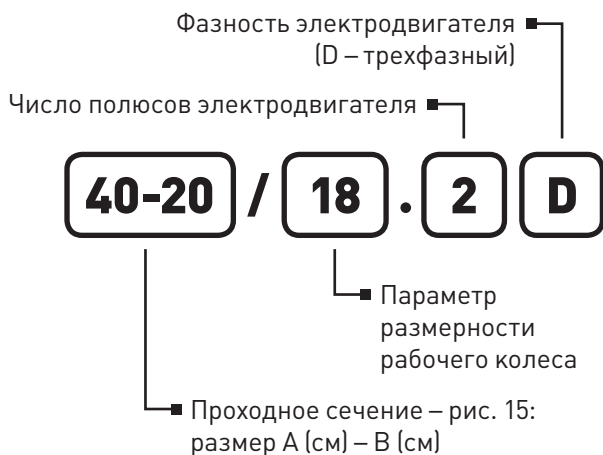 Фазность электродвигателя
(D – трехфазный)
Число полюсов электродвигателя
40-20 / 18 . 2 D
Параметр
размерности
рабочего колеса
Проходное сечение – рис. 15:
размер A (см) – B (см)